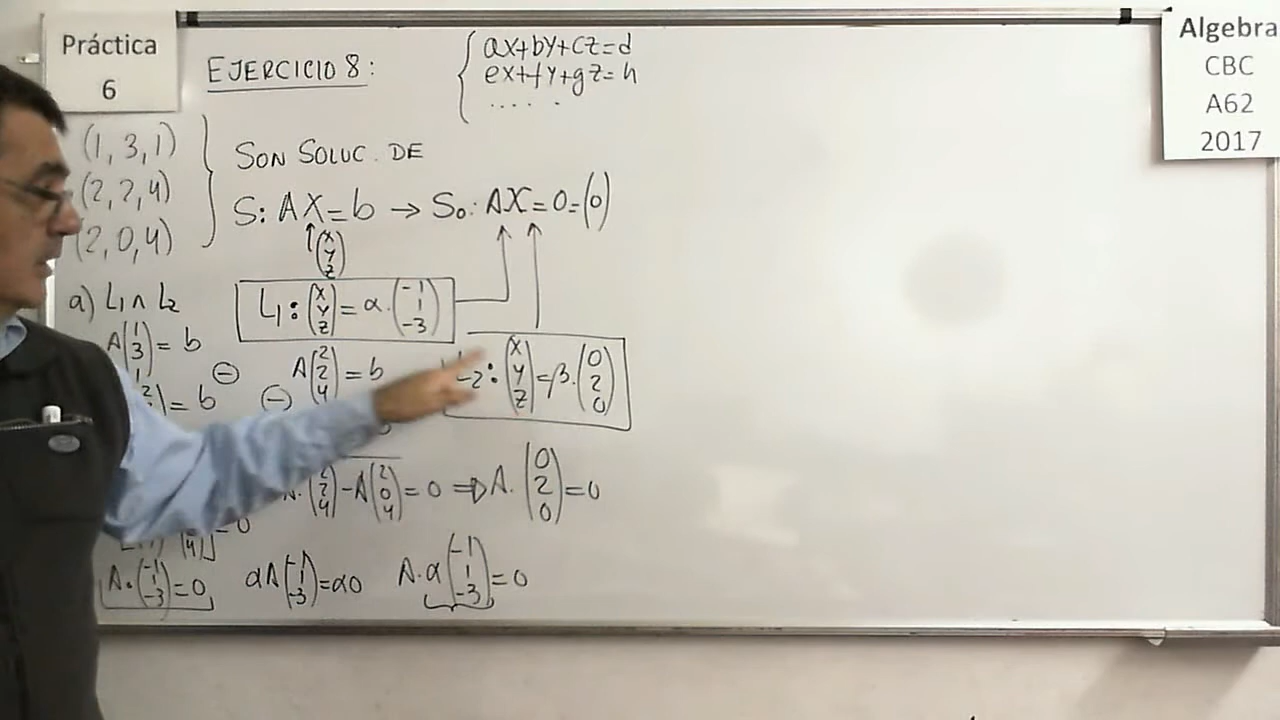 Práctica
6
Algebra
CBC
A62
2017
EJERCICIO 8:
ax+by+cz=d
ex+fy+gz=h
.....
(1, 3, 1)
(2, 2, 4)
(2, 0, 4)
SON SOLUC. DE
S: AX=b → S₀: AX=0=(0)
↑(x y z)
a) L₁ ∩ L₂
L₁: (x y z) = α.(-1 1 -3)
A(1 3 1) = b
= b
⊖
A(2 2 4) = b
⊖
2: (x y z) = β.(0 2 0)
A.(2 2 4) - A(2 0 4) = 0 ⇒ A.(0 2 0) = 0
A.(-1 1 -3) = 0
αA(-1 1 -3) = α0
A.α(-1 1 -3) = 0